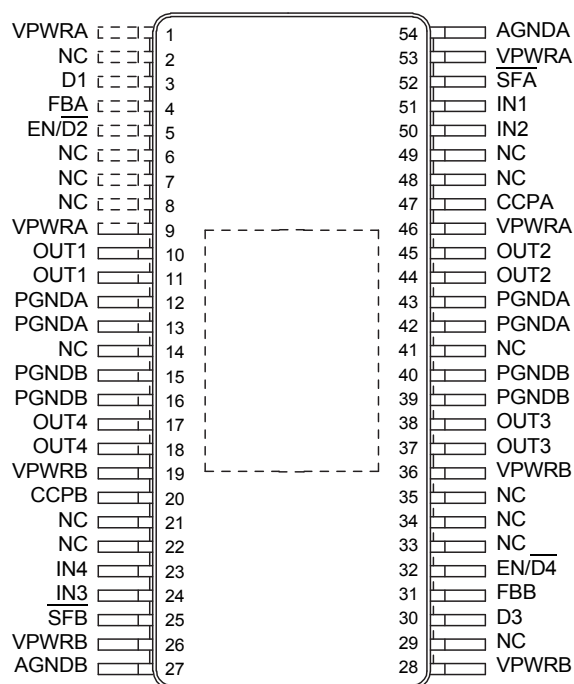 VPWRA 1 54 AGNDA
NC 2 53 VPWRA
D1 3 52 SFA
FBA 4 51 IN1
EN/D2 5 50 IN2
NC 6 49 NC
NC 7 48 NC
NC 8 47 CCPA
VPWRA 9 46 VPWRA
OUT1 10 45 OUT2
OUT1 11 44 OUT2
PGNDA 12 43 PGNDA
PGNDA 13 42 PGNDA
NC 14 41 NC
PGNDB 15 40 PGNDB
PGNDB 16 39 PGNDB
OUT4 17 38 OUT3
OUT4 18 37 OUT3
VPWRB 19 36 VPWRB
CCPB 20 35 NC
NC 21 34 NC
NC 22 33 NC
IN4 23 32 EN/D4
IN3 24 31 FBB
SFB 25 30 D3
VPWRB 26 29 NC
AGNDB 27 28 VPWRB